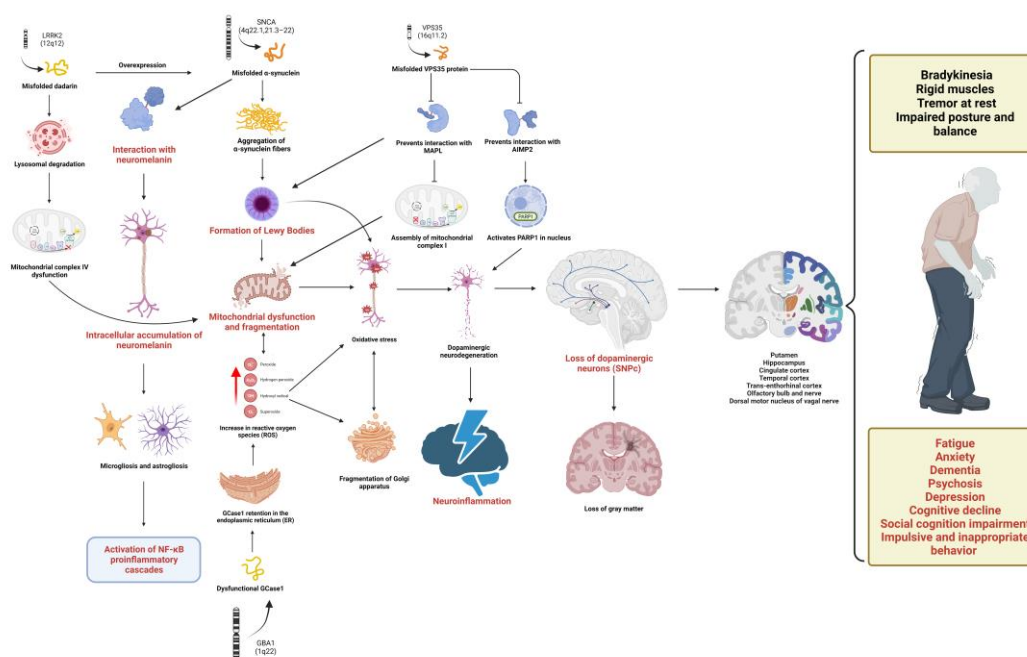 LRRK2
(12q12)
Misfolded dadarin
Lysosomal degradation
Mitochondrial complex IV
dysfunction
Overexpression
SNCA
(4q22.1,21.3~22)
Misfolded α-synuclein
Interaction with
neuromelanin
Aggregation of
α-synuclein fibers
Formation of Lewy Bodies
VPS35
(16q11.2)
Misfolded VPS35 protein
Prevents interaction with
MAPL
Prevents interaction with
AIMP2
PARP1
Assembly of mitochondrial
complex I
Activates PARP1 in nucleus
Intracellular accumulation of
neuromelanin
Mitochondrial dysfunction
and fragmentation
Oxidative stress
Dopaminergic
neurodegeneration
Loss of dopaminergic
neurons (SNPc)
Putamen
Hippocampus
Cingulate cortex
Temporal cortex
Trans-enthorhinal cortex
Olfactory bulb and nerve
Dorsal motor nucleus of vagal nerve
Peroxide
Hydrogen peroxide
Hydroxyl radical
Superoxide
Increase in reactive oxygen
species (ROS)
Microgliosis and astrogliosis
Fragmentation of Golgi
apparatus
Neuroinflammation
Loss of gray matter
GCase1 retention in the
endoplasmic reticulum (ER)
Activation of NF-κB
proinflammatory
cascades
Dysfunctional GCase1
GBA1
(1q22)
Bradykinesia
Rigid muscles
Tremor at rest
Impaired posture and
balance
Fatigue
Anxiety
Dementia
Psychosis
Depression
Cognitive decline
Social cognition impairment
Impulsive and inappropriate
behavior